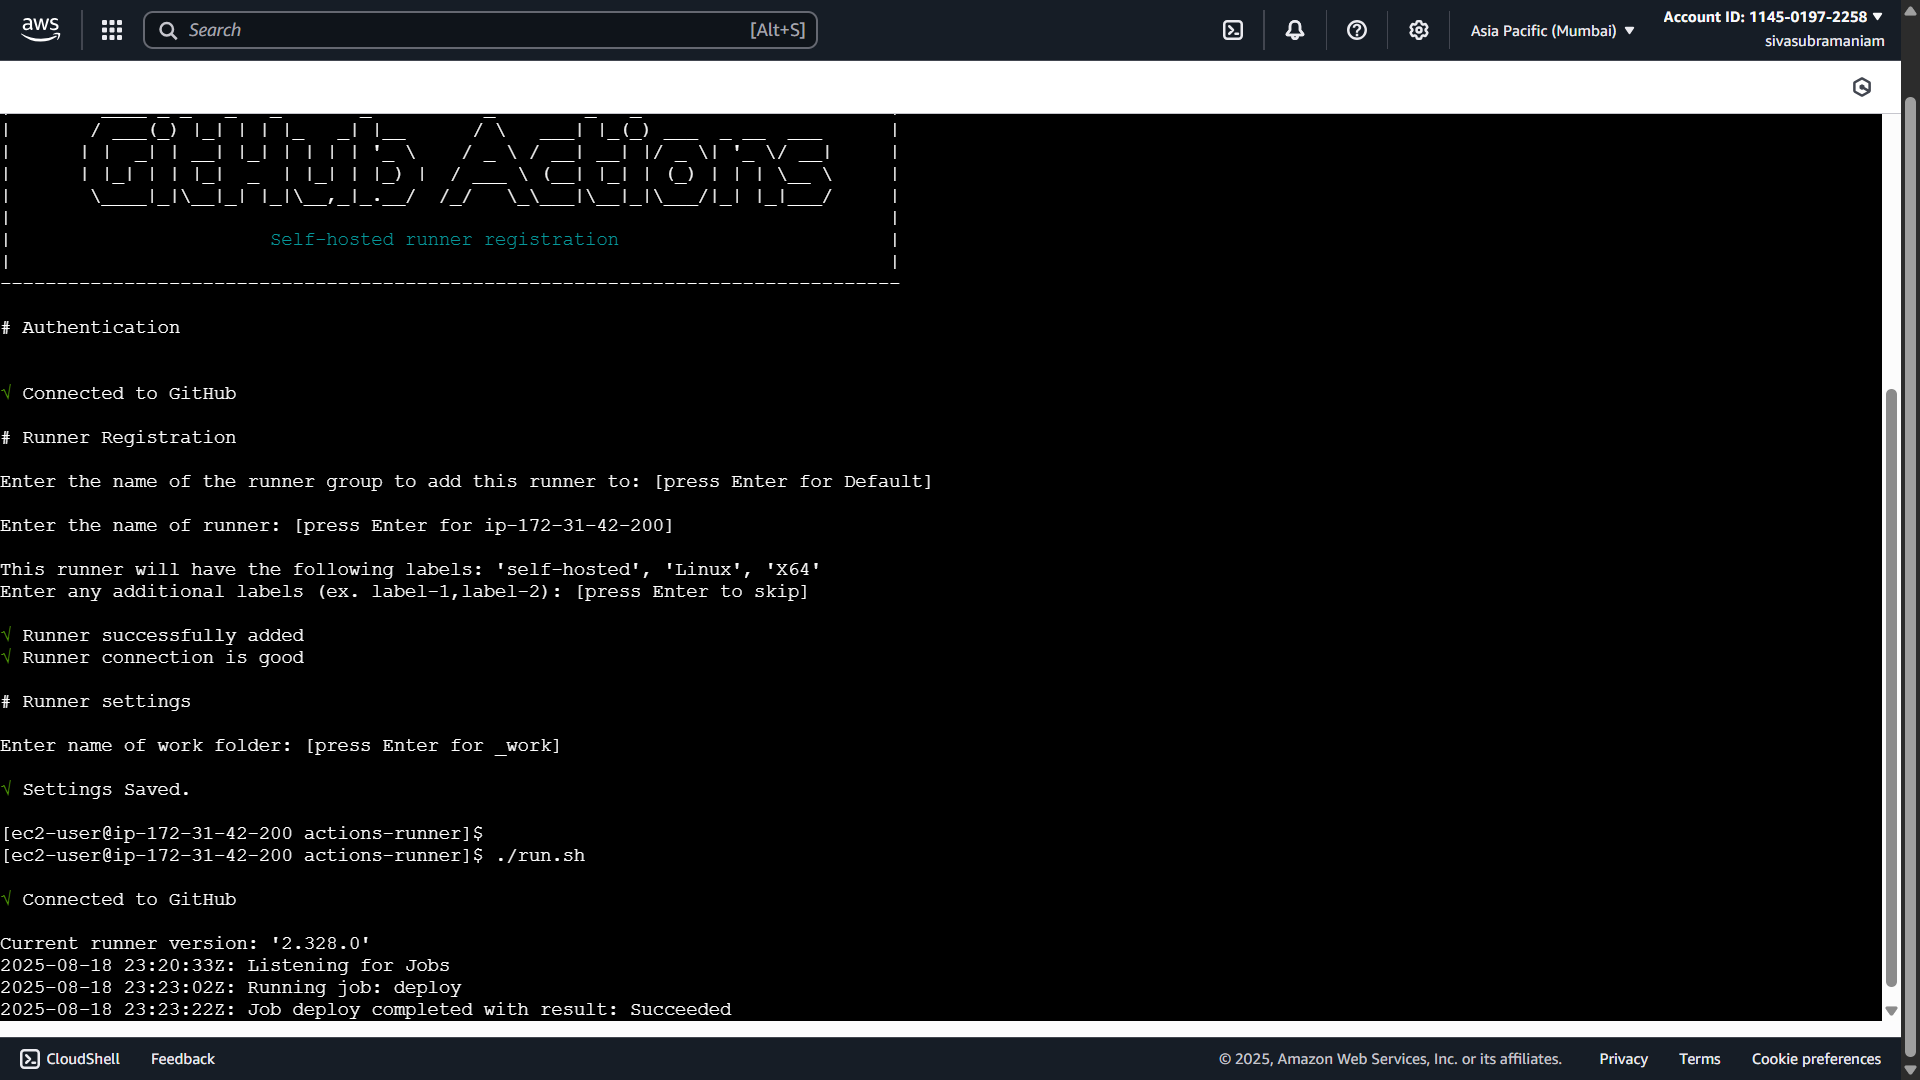 aws
Search [Alt+S]
Asia Pacific (Mumbai)
Account ID: 1145-0197-2258
sivasubramaniam
Self-hosted runner registration
# Authentication
√ Connected to GitHub
# Runner Registration
Enter the name of the runner group to add this runner to: [press Enter for Default]
Enter the name of runner: [press Enter for ip-172-31-42-200]
This runner will have the following labels: 'self-hosted', 'Linux', 'X64'
Enter any additional labels (ex. label-1,label-2): [press Enter to skip]
√ Runner successfully added
√ Runner connection is good
# Runner settings
Enter name of work folder: [press Enter for _work]
√ Settings Saved.
[ec2-user@ip-172-31-42-200 actions-runner]$
[ec2-user@ip-172-31-42-200 actions-runner]$ ./run.sh
√ Connected to GitHub
Current runner version: '2.328.0'
2025-08-18 23:20:33Z: Listening for Jobs
2025-08-18 23:23:02Z: Running job: deploy
2025-08-18 23:23:22Z: Job deploy completed with result: Succeeded
CloudShell Feedback © 2025, Amazon Web Services, Inc. or its affiliates. Privacy Terms Cookie preferences